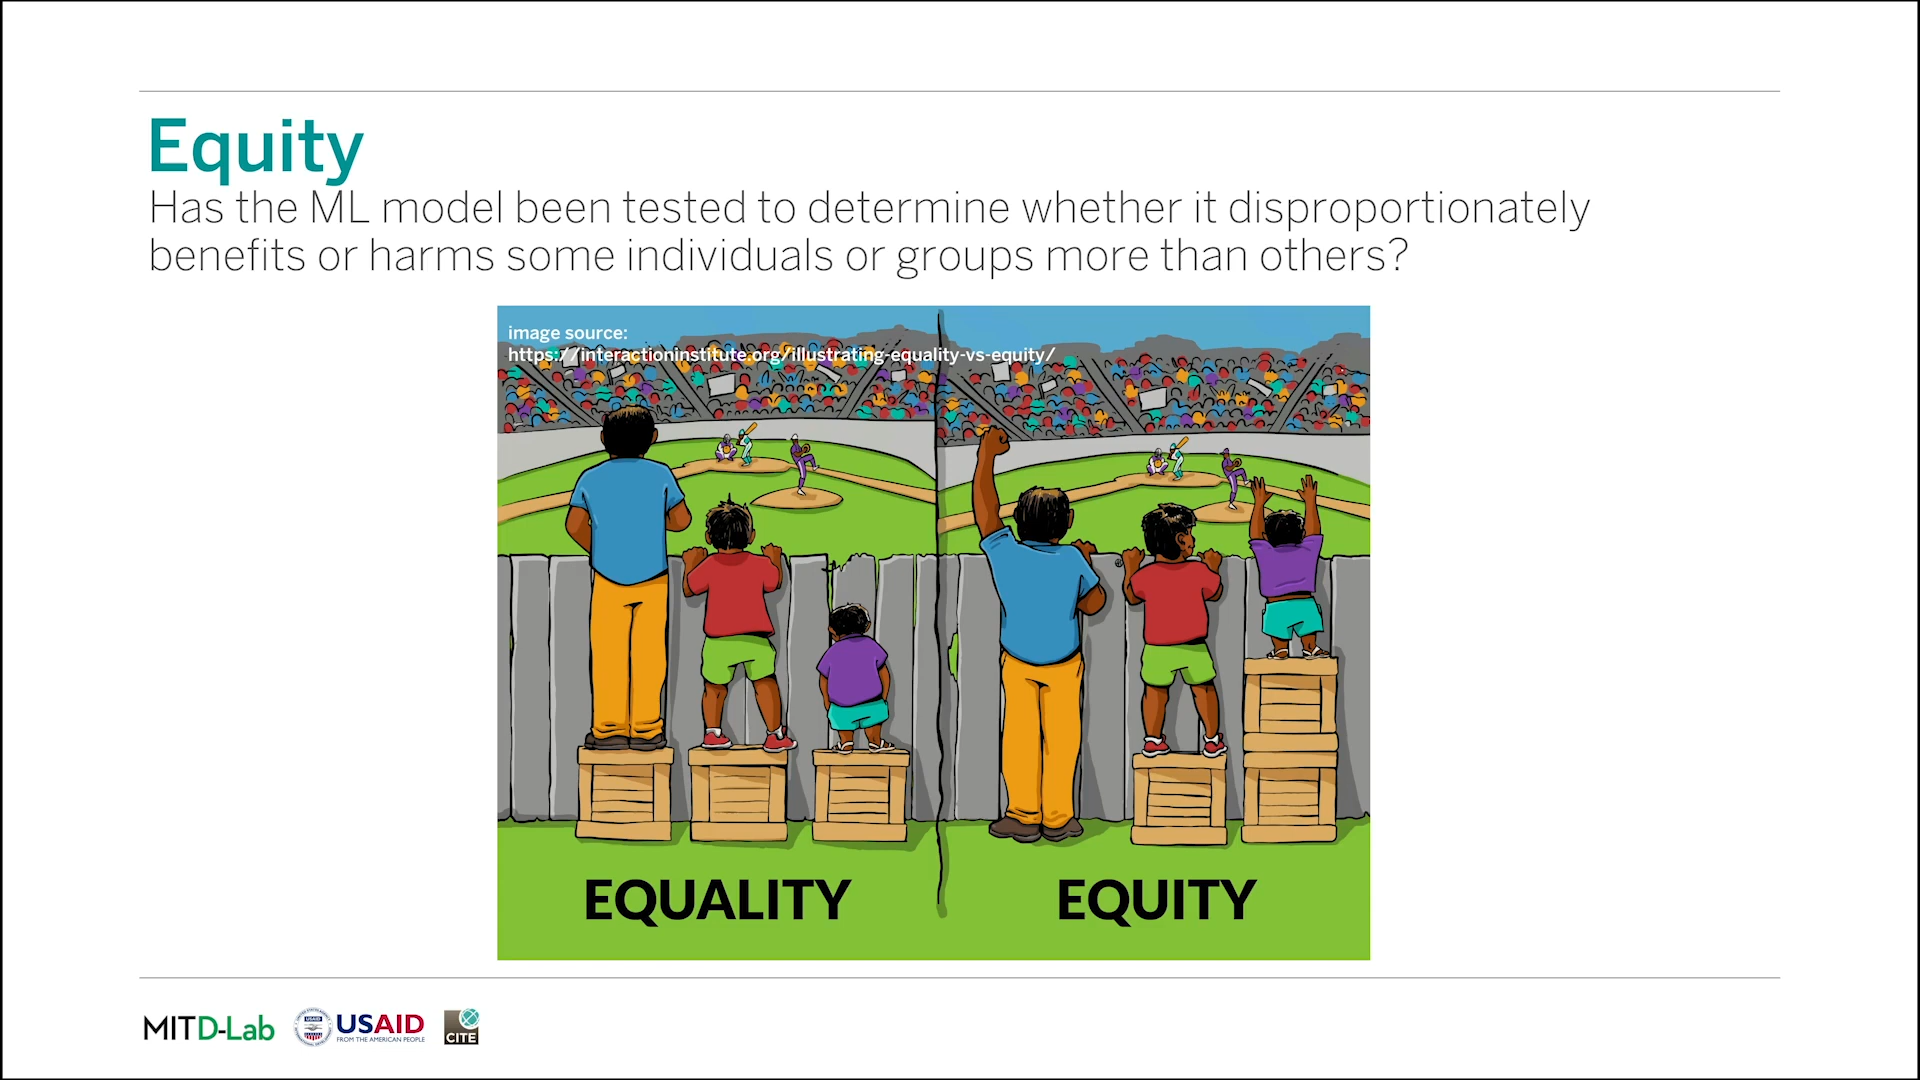 Equity
Has the ML model been tested to determine whether it disproportionately
benefits or harms some individuals or groups more than others?
image source:
https://interactioninstitute.org/illustrating-equality-vs-equity/
EQUALITY
EQUITY
MIT D-Lab
USAID
FROM THE AMERICAN PEOPLE
CITE